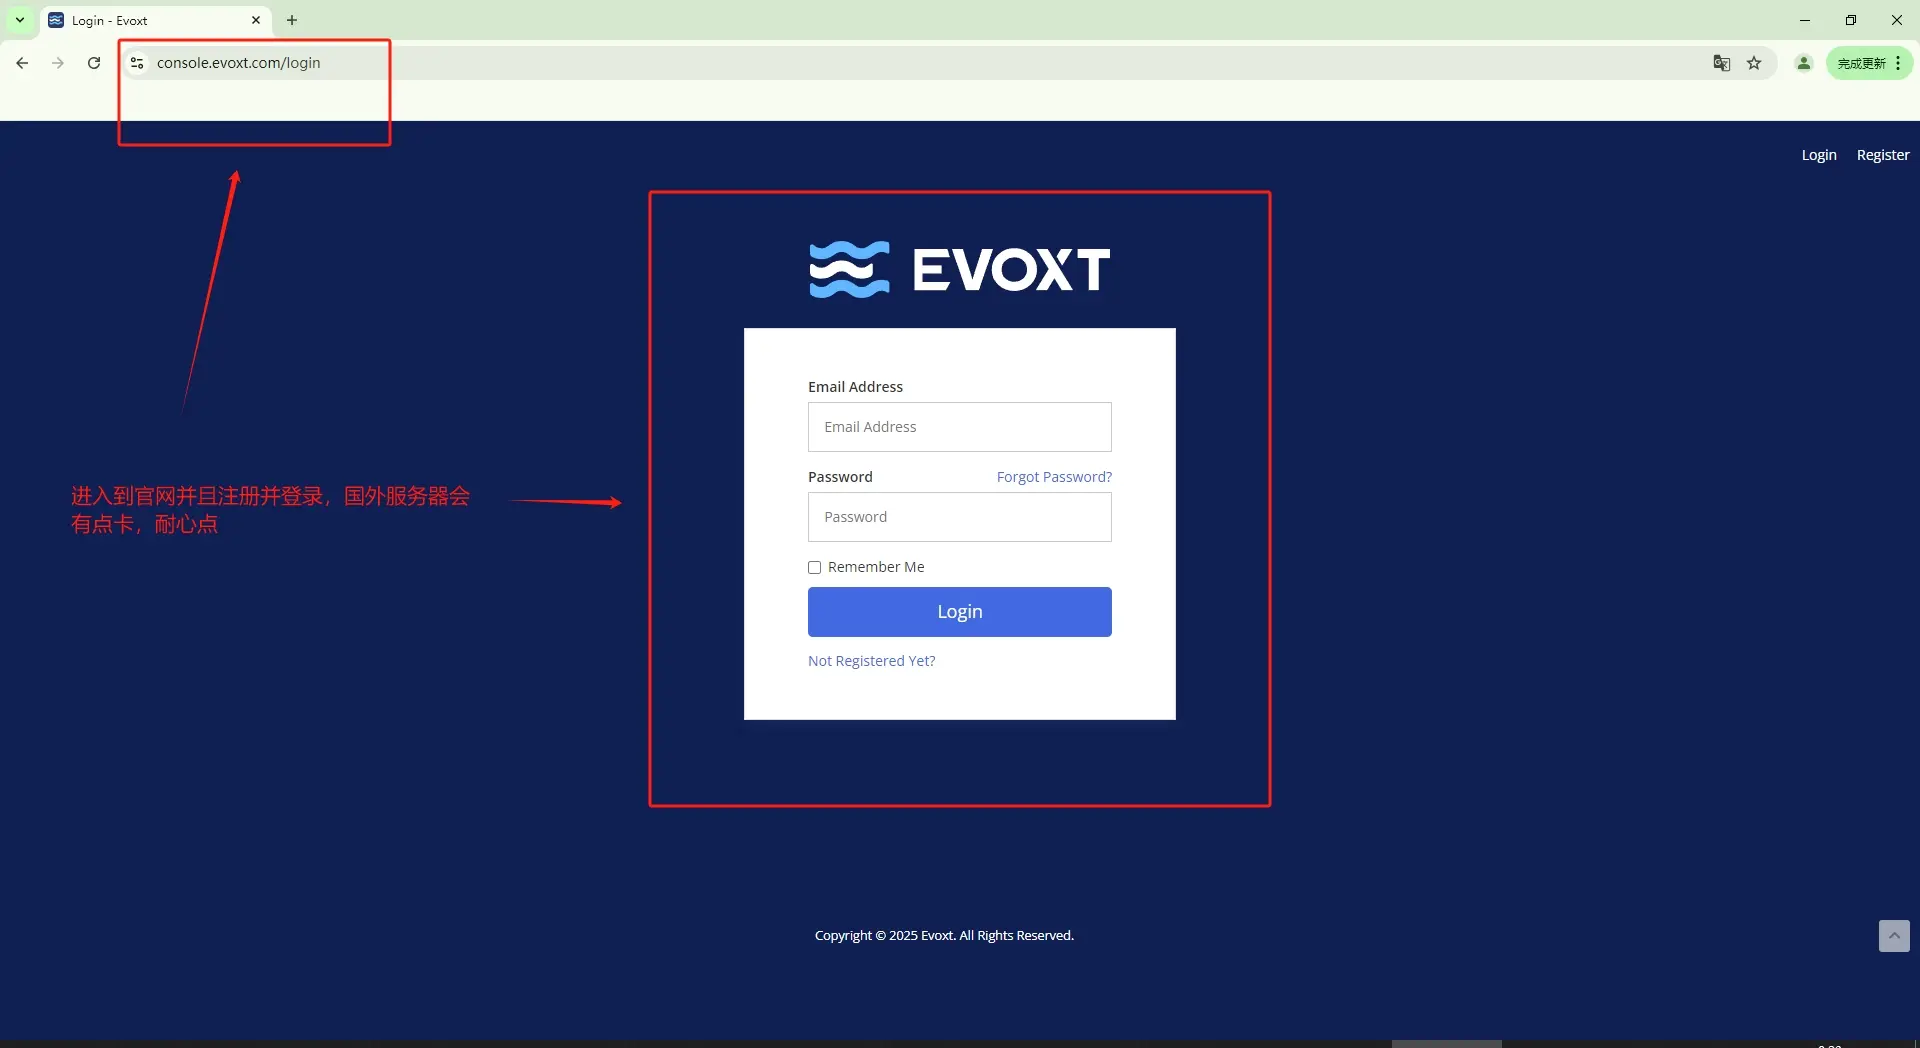 Login - Evoxt
console.evoxt.com/login
完成更新
Login Register
EVOXT
Email Address
Email Address
Password Forgot Password?
Password
Remember Me
Login
Not Registered Yet?
进入到官网并且注册并登录，国外服务器会
有点卡，耐心点
Copyright © 2025 Evoxt. All Rights Reserved.